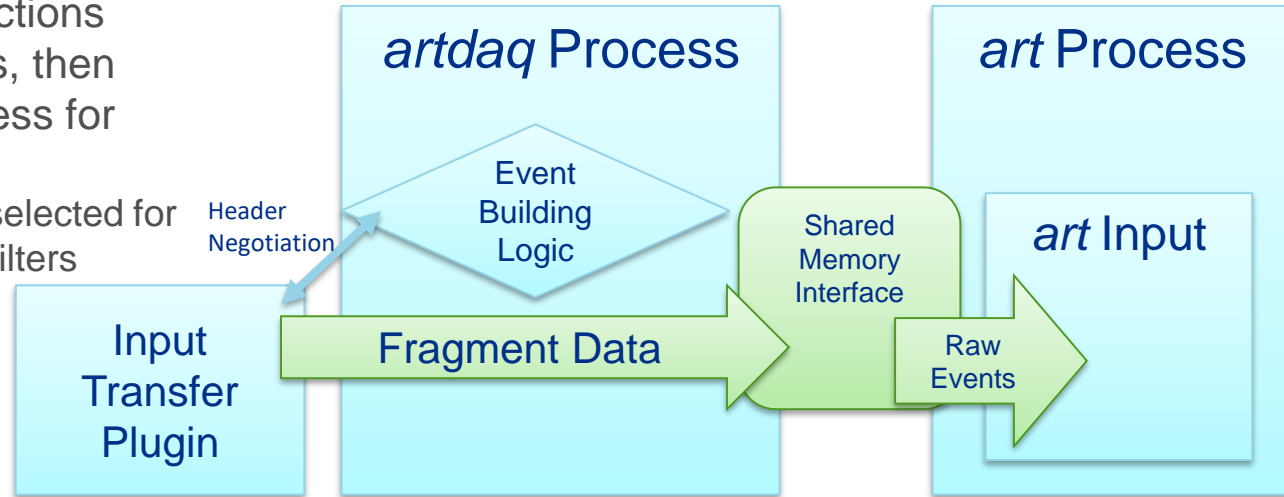 s, then
ess for
selected for
ilters
artdaq Process
art Process
Event
Building
Logic
Header
Negotiation
Shared
Memory
Interface
art Input
Input
Transfer
Plugin
Fragment Data
Raw
Events